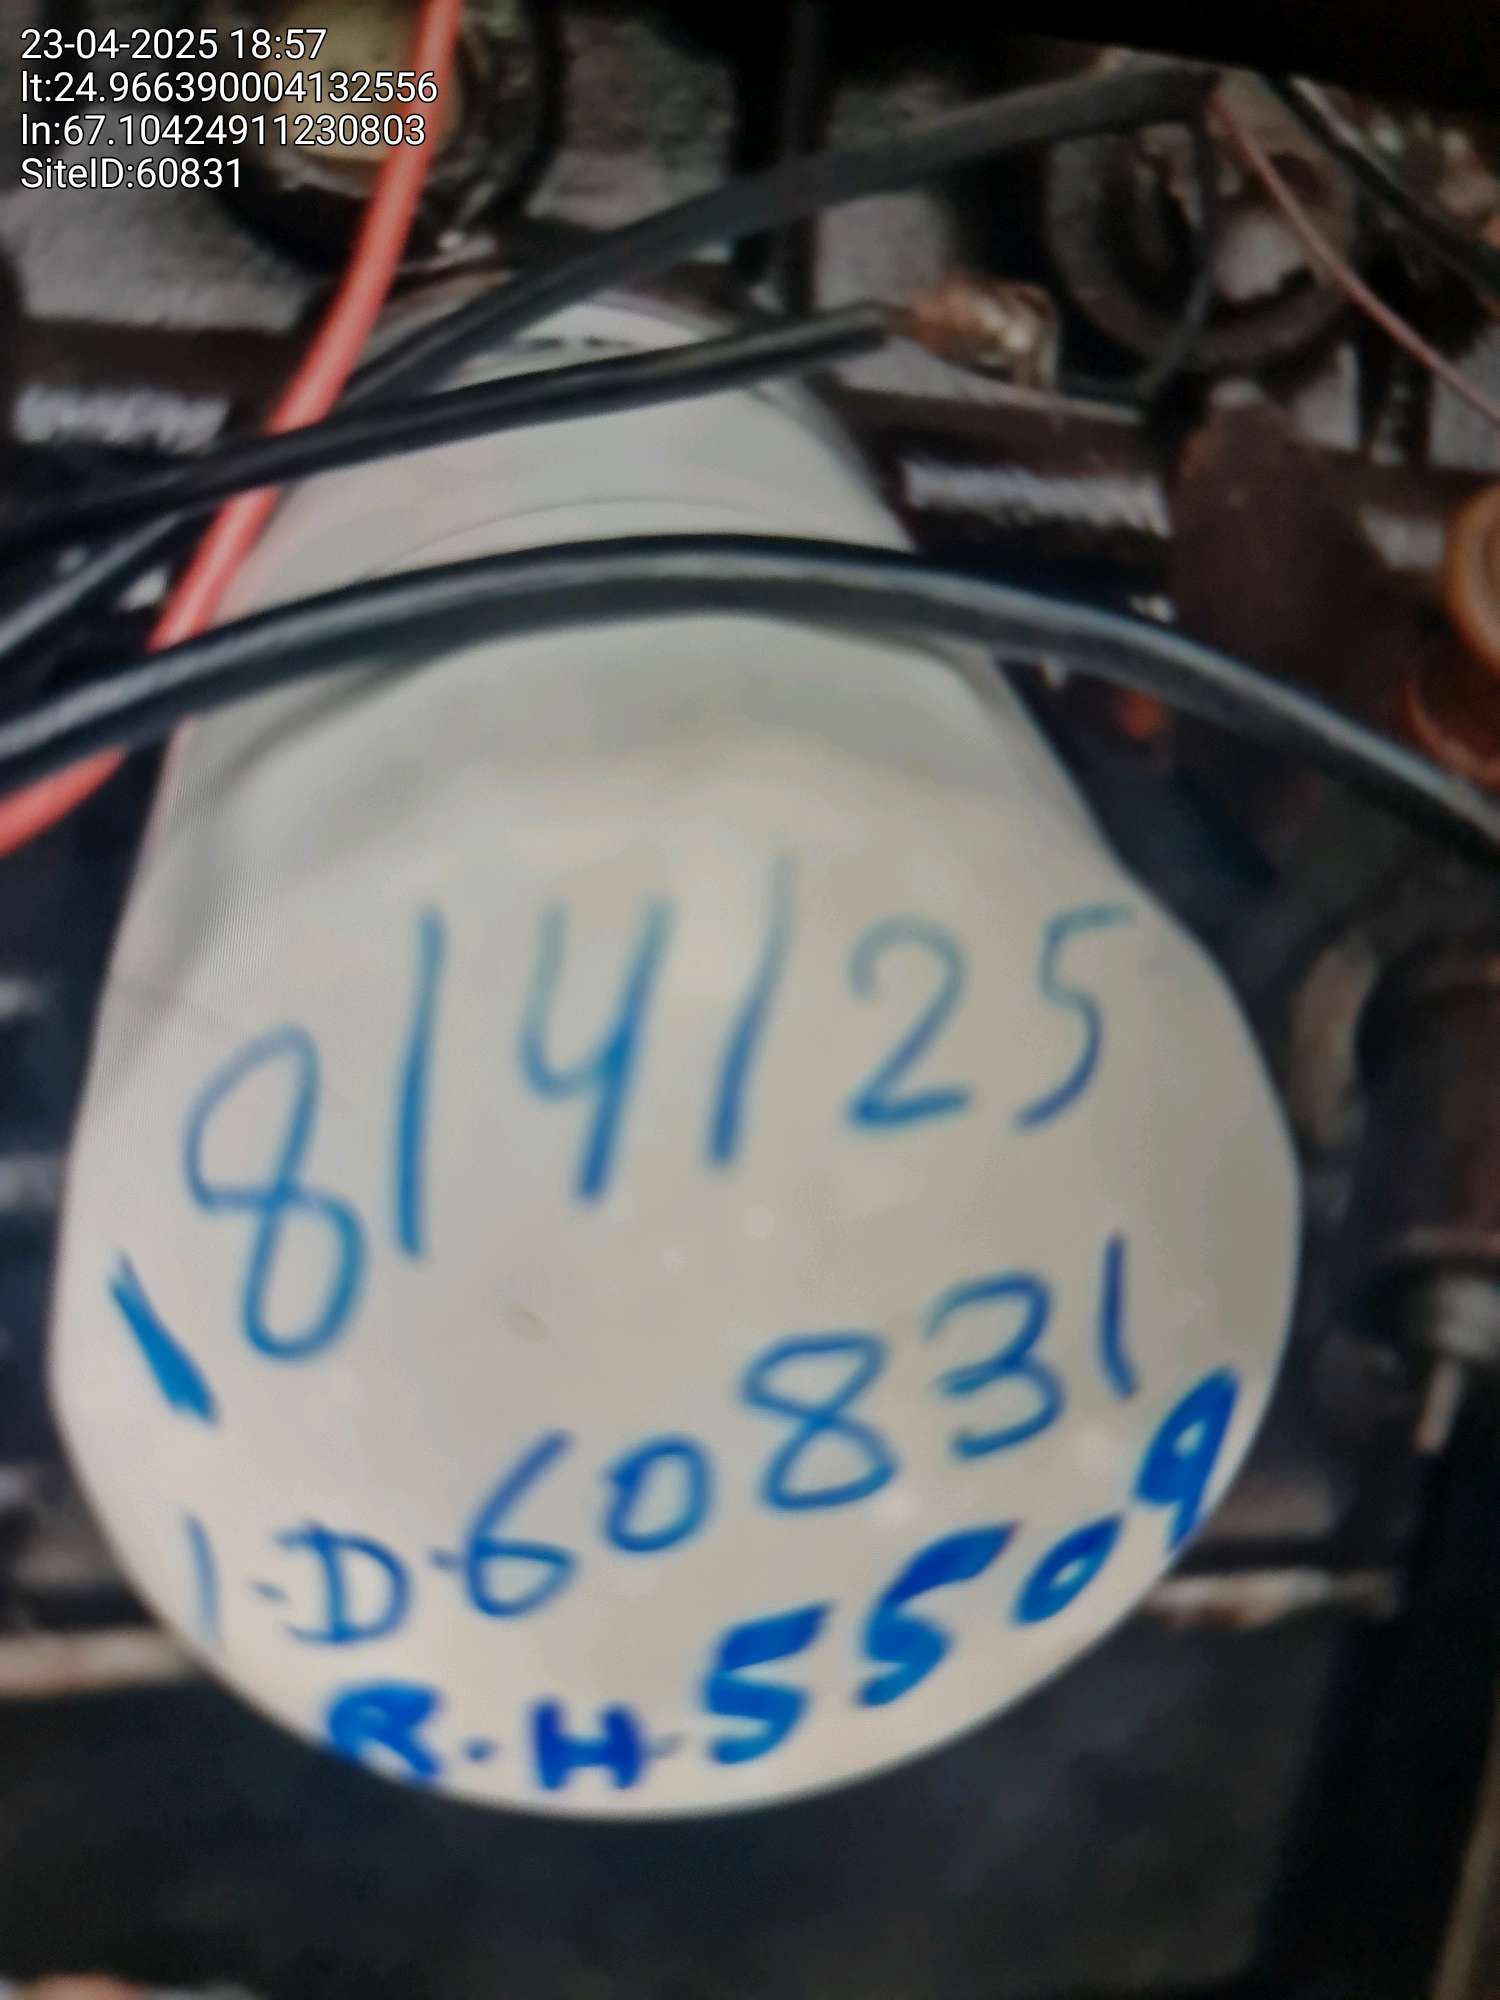 23-04-2025 18:57
lt:24.966390004132556
ln:67.10424911230803
SiteID:60831
8/4/25
I.D.60831
R.H.5509